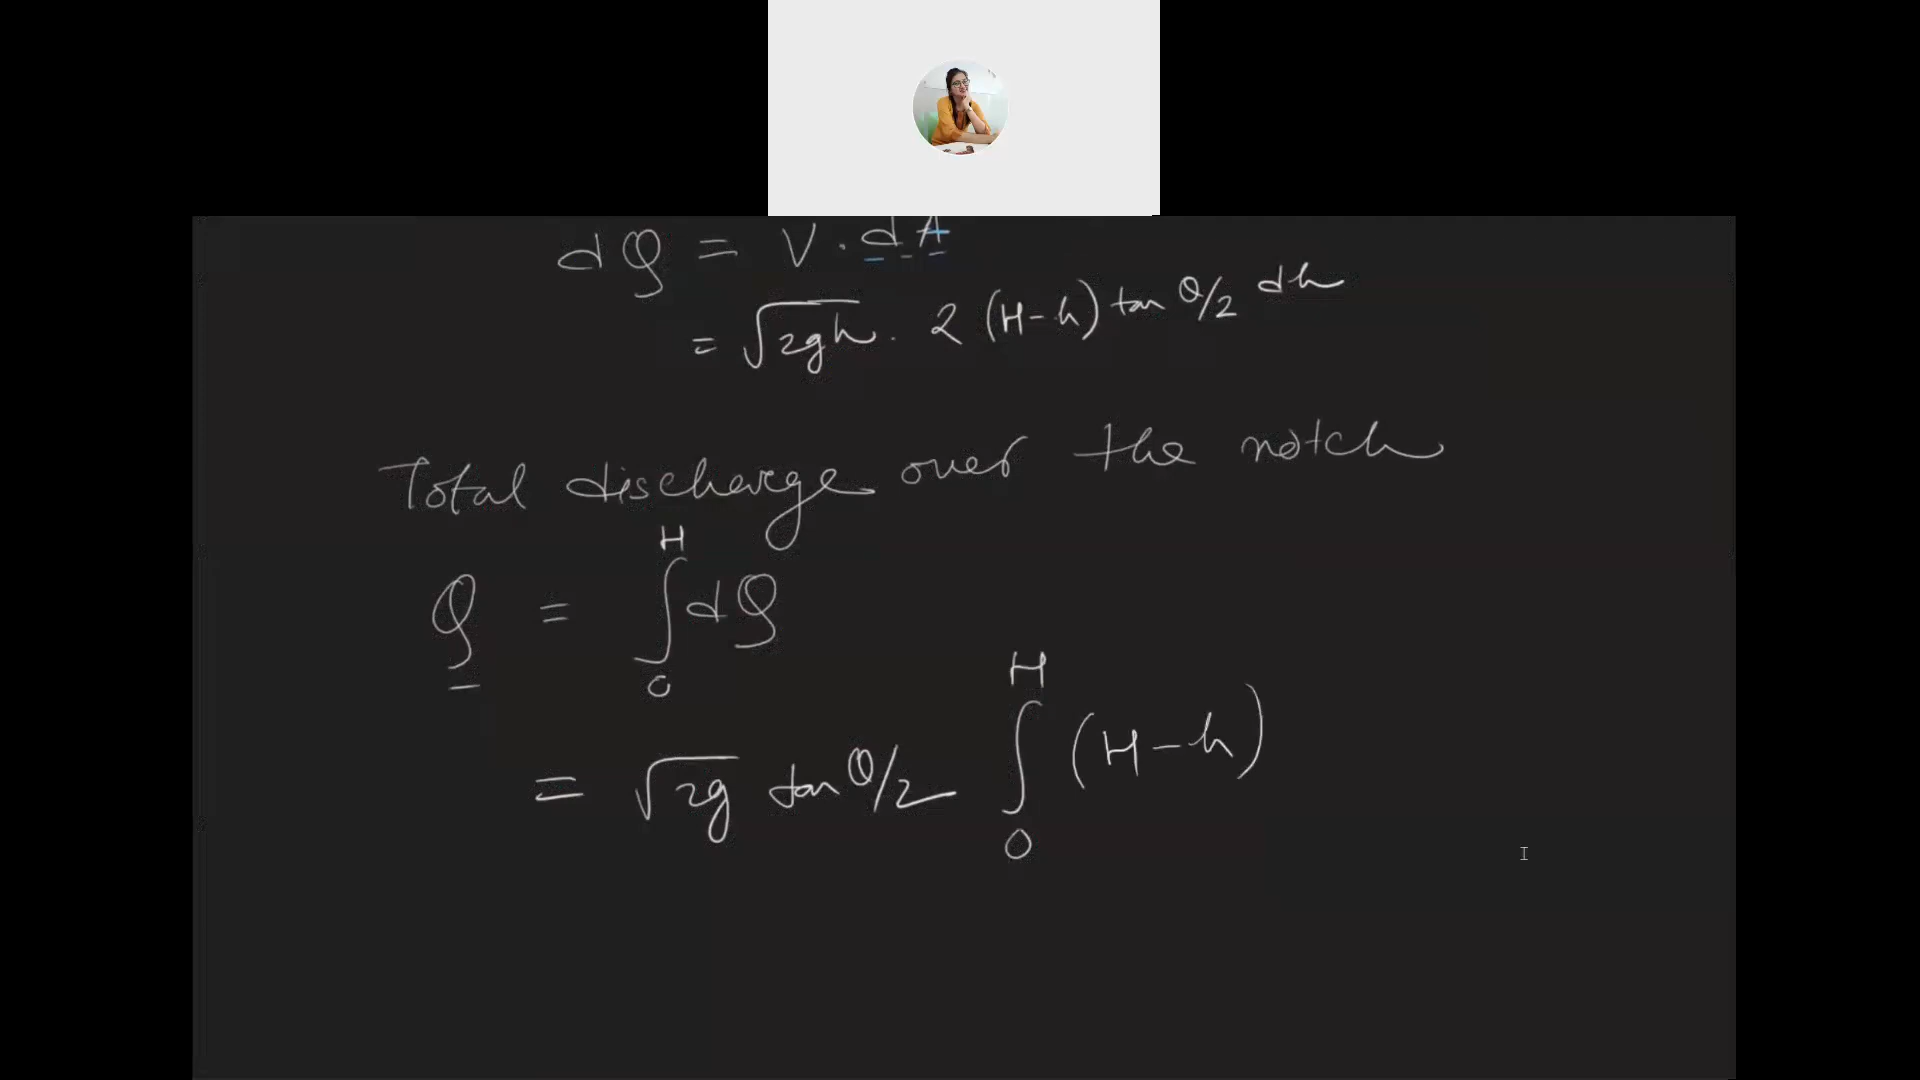 dQ = V . dA
= √2gh . 2 (H-h) tan θ/2 dh
Total discharge over the notch
Q = ∫₀ᴴ dQ
= √2g tan θ/2 ∫₀ᴴ (H-h)